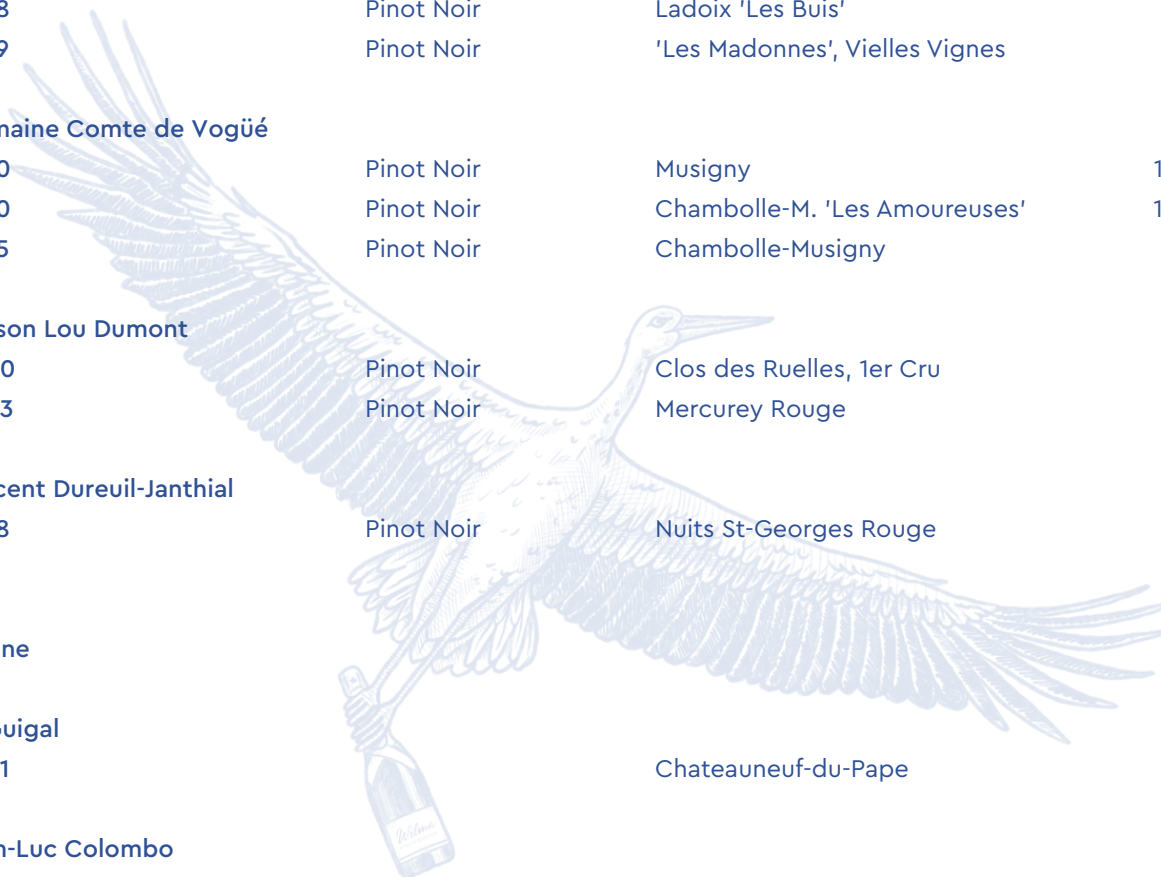 8 Pinot Noir Ladoix 'Les Buis'
9 Pinot Noir 'Les Madonnes', Vielles Vignes
maine Comte de Vogüé
0 Pinot Noir Musigny 1
0 Pinot Noir Chambolle-M. 'Les Amoureuses' 1
5 Pinot Noir Chambolle-Musigny
son Lou Dumont
0 Pinot Noir Clos des Ruelles, 1er Cru
3 Pinot Noir Mercurey Rouge
cent Dureuil-Janthial
8 Pinot Noir Nuits St-Georges Rouge
ne
Guigal
1 Chateauneuf-du-Pape
n-Luc Colombo
Wilma